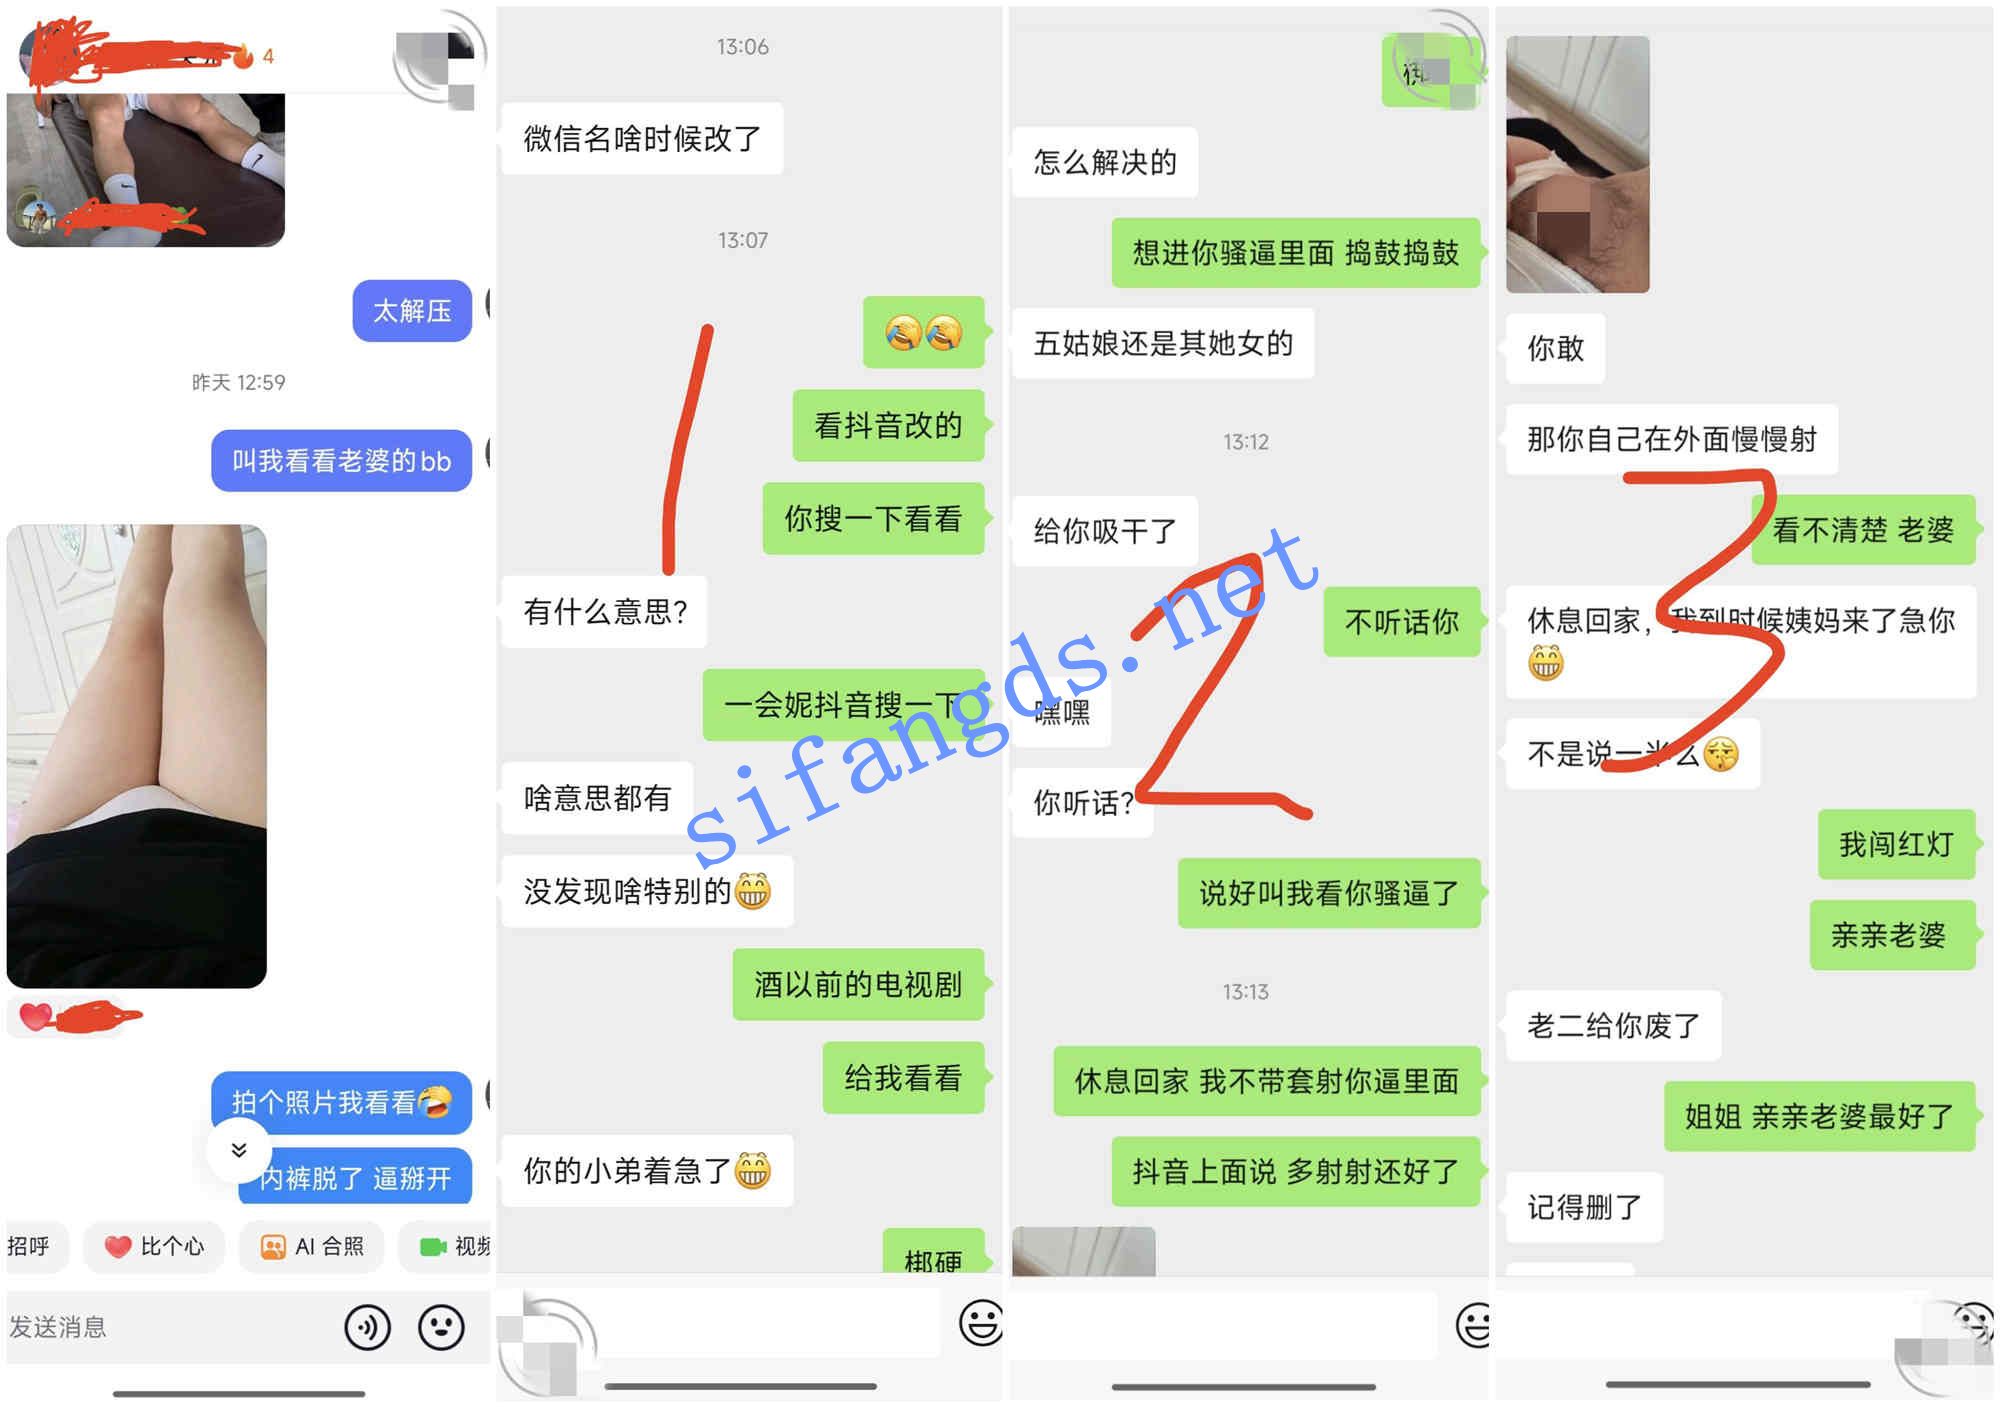 4
太解压
昨天 12:59
叫我看看老婆的bb
拍个照片我看看
内裤脱了 逼掰开
招呼
比个心
AI 合照
视频
发送消息
13:06
微信名啥时候改了
13:07
看抖音改的
你搜一下看看
有什么意思?
一会妮抖音搜一下
啥意思都有
没发现啥特别的
酒以前的电视剧
给我看看
你的小弟着急了
梆硬
怎么解决的
想进你骚逼里面 捣鼓捣鼓
五姑娘还是其她女的
13:12
给你吸干了
不听话你
嘿嘿
你听话?
说好叫我看你骚逼了
13:13
休息回家 我不带套射你逼里面
抖音上面说 多射射还好了
你敢
那你自己在外面慢慢射
看不清楚 老婆
休息回家，我到时候姨妈来了急你
不是说一半么
我闯红灯
亲亲老婆
老二给你废了
姐姐 亲亲老婆最好了
记得删了
1
2
3
sifangds.net